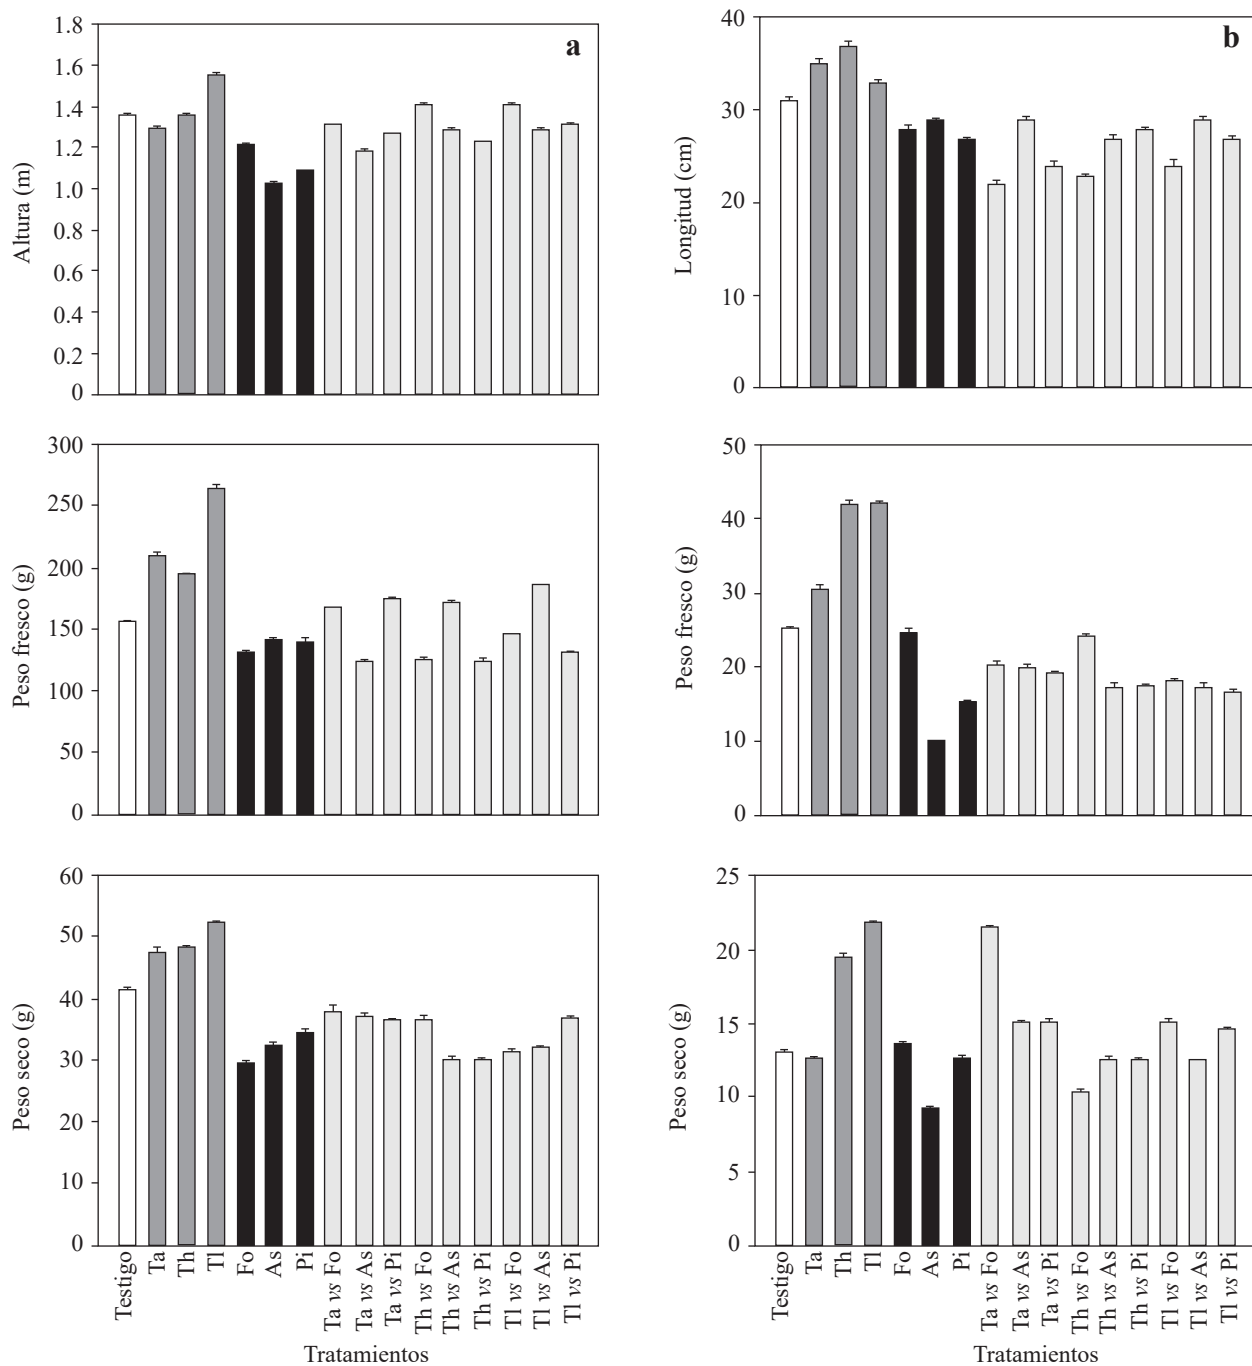 a
Altura (m)
1.8
1.6
1.4
1.2
1.0
0.8
0.6
0.4
0.2
0
b
Longitud (cm)
40
30
20
10
0
Peso fresco (g)
300
250
200
150
100
50
0
Peso fresco (g)
50
40
30
20
10
0
Peso seco (g)
60
50
40
30
20
10
0
Testigo
Ta
Th
Tl
Fo
As
Pi
Ta vs Fo
Ta vs As
Ta vs Pi
Th vs Fo
Th vs As
Th vs Pi
Tl vs Fo
Tl vs As
Tl vs Pi
Tratamientos
Peso seco (g)
25
20
15
10
5
0
Testigo
Ta
Th
Tl
Fo
As
Pi
Ta vs Fo
Ta vs As
Ta vs Pi
Th vs Fo
Th vs As
Th vs Pi
Tl vs Fo
Tl vs As
Tl vs Pi
Tratamientos